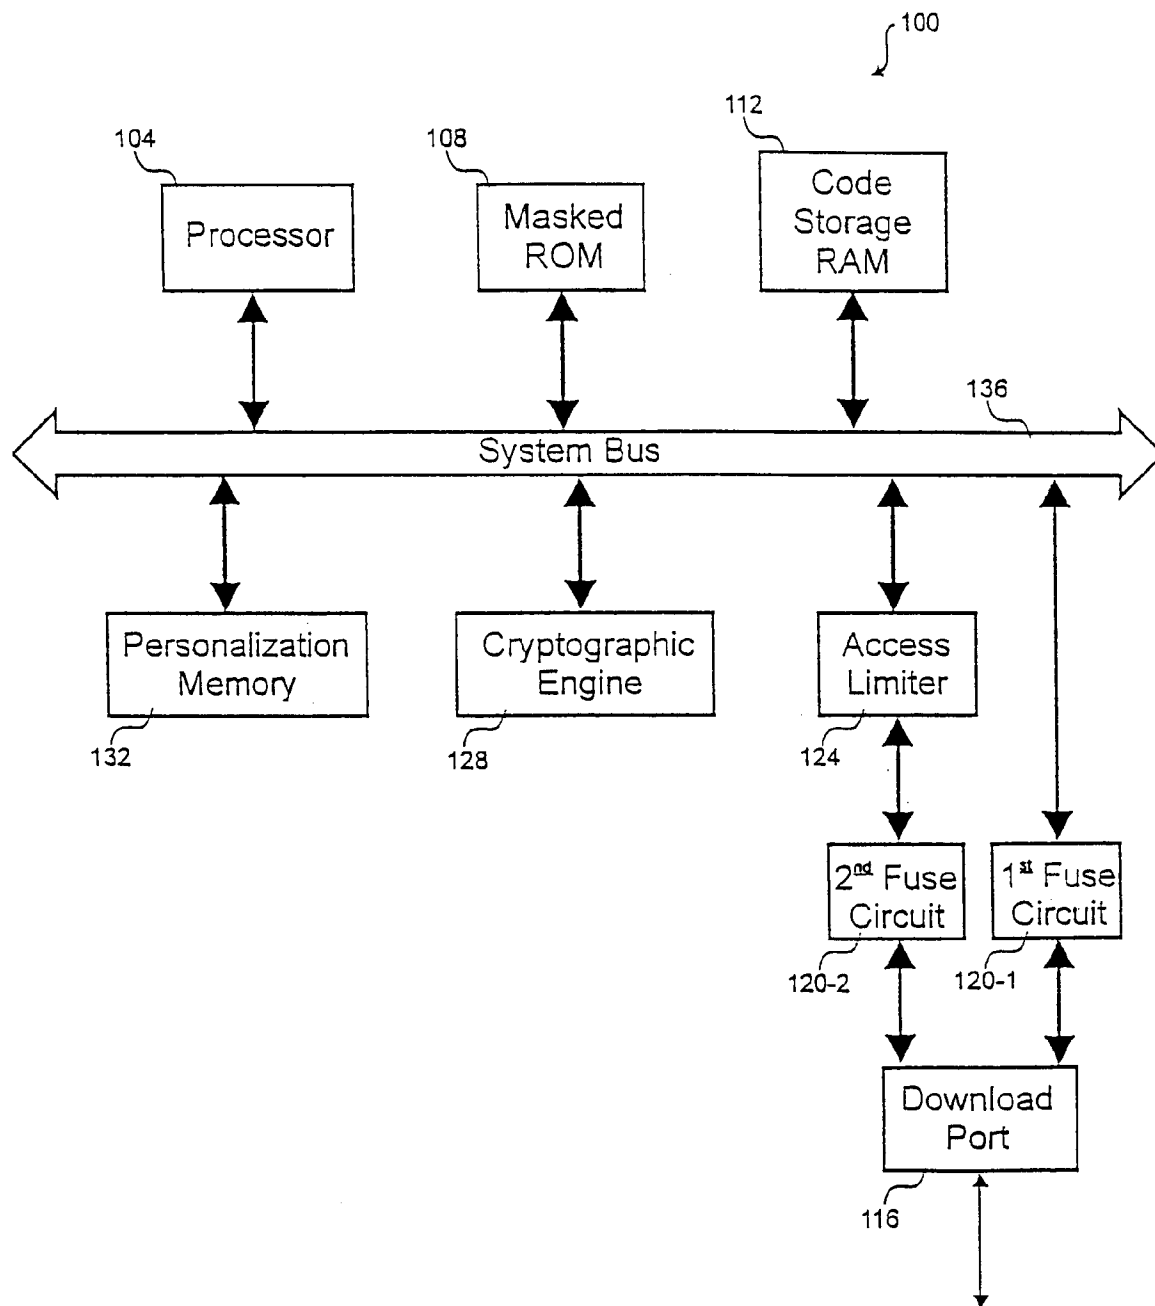 100
112
104
108
Code
Storage
RAM
Processor
Masked
ROM
136
System Bus
Personalization
Memory
Cryptographic
Engine
Access
Limiter
132
128
124
2nd Fuse
Circuit
1st Fuse
Circuit
120-2
120-1
Download
Port
116